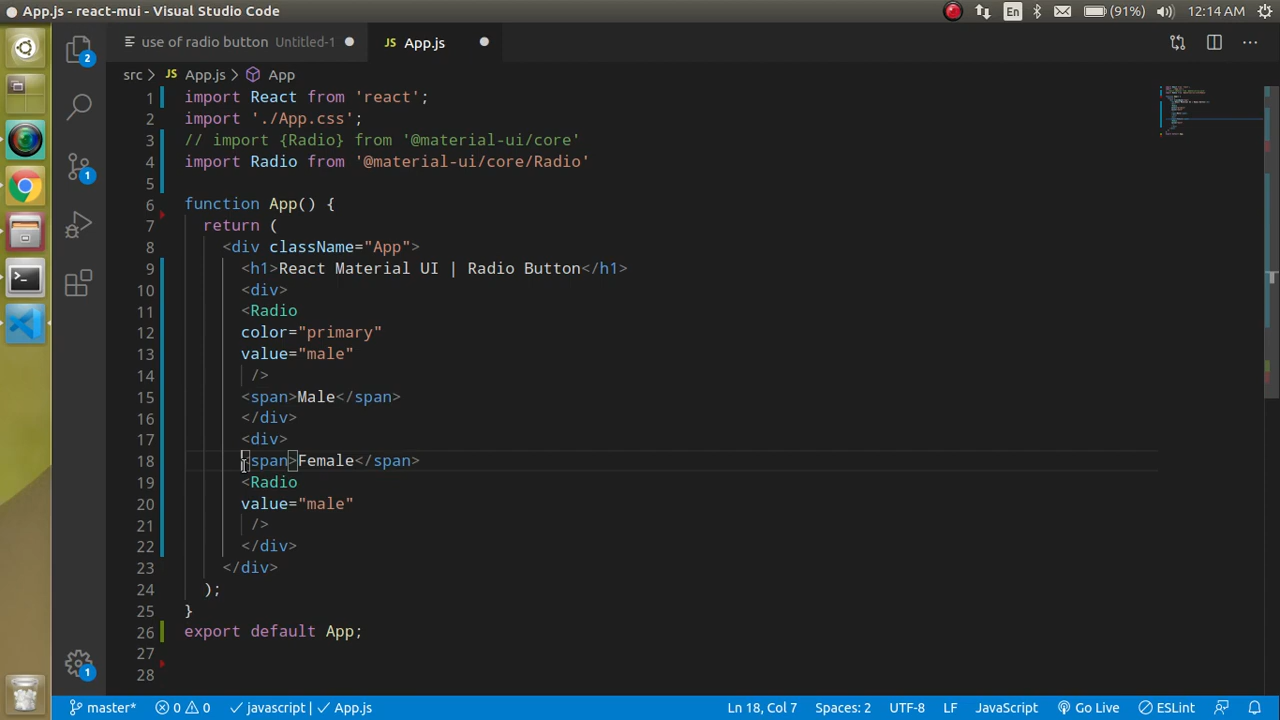 App.js - react-mui - Visual Studio Code
En
(91%)
12:14 AM
use of radio button Untitled-1
JS App.js
src > JS App.js > App
1 import React from 'react';
2 import './App.css';
3 // import {Radio} from '@material-ui/core'
4 import Radio from '@material-ui/core/Radio'
5
6 function App() {
7 return (
8 <div className="App">
9 <h1>React Material UI | Radio Button</h1>
10 <div>
11 <Radio
12 color="primary"
13 value="male"
14 />
15 <span>Male</span>
16 </div>
17 <div>
18 <span>Female</span>
19 <Radio
20 value="male"
21 />
22 </div>
23 </div>
24 );
25 }
26 export default App;
27
28
2
1
1
master* 0 0 javascript | App.js Ln 18, Col 7 Spaces: 2 UTF-8 LF JavaScript Go Live ESLint